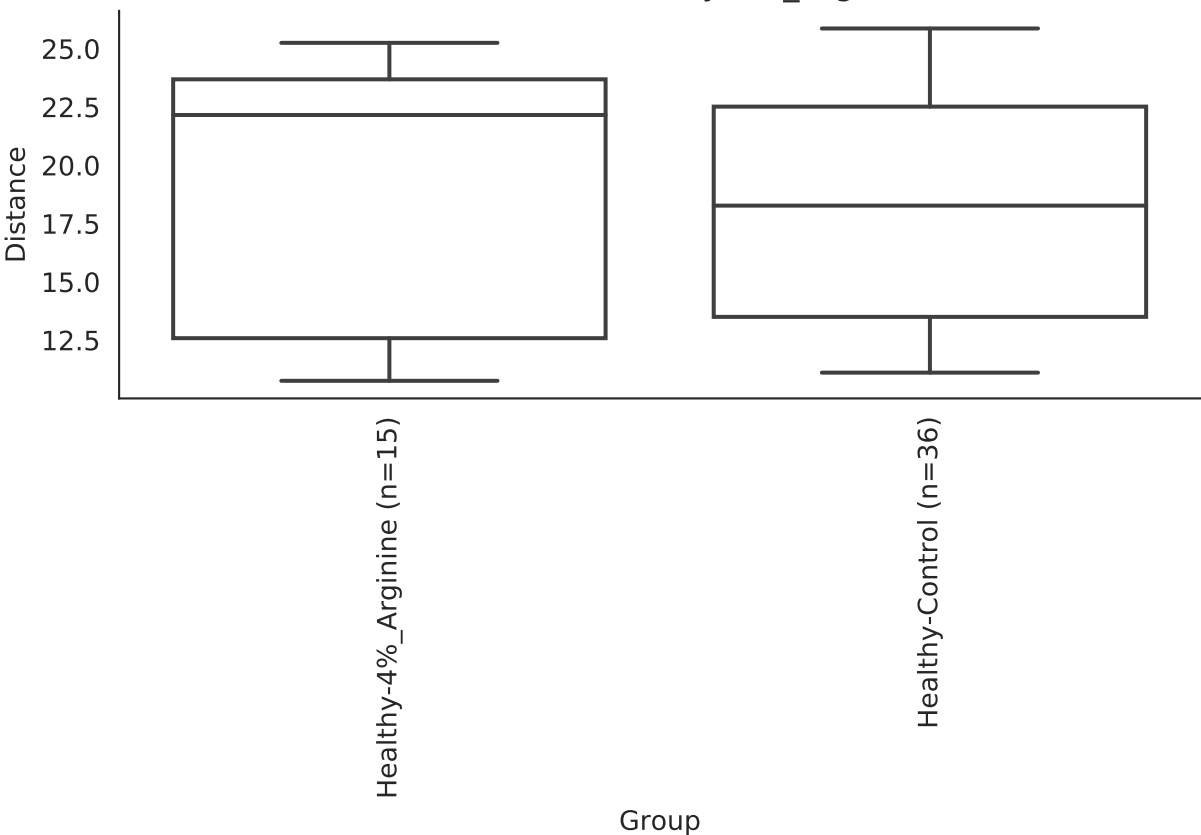 25.0
22.5
20.0
17.5
15.0
12.5
Distance
Healthy-4%_Arginine (n=15)
Healthy-Control (n=36)
Group